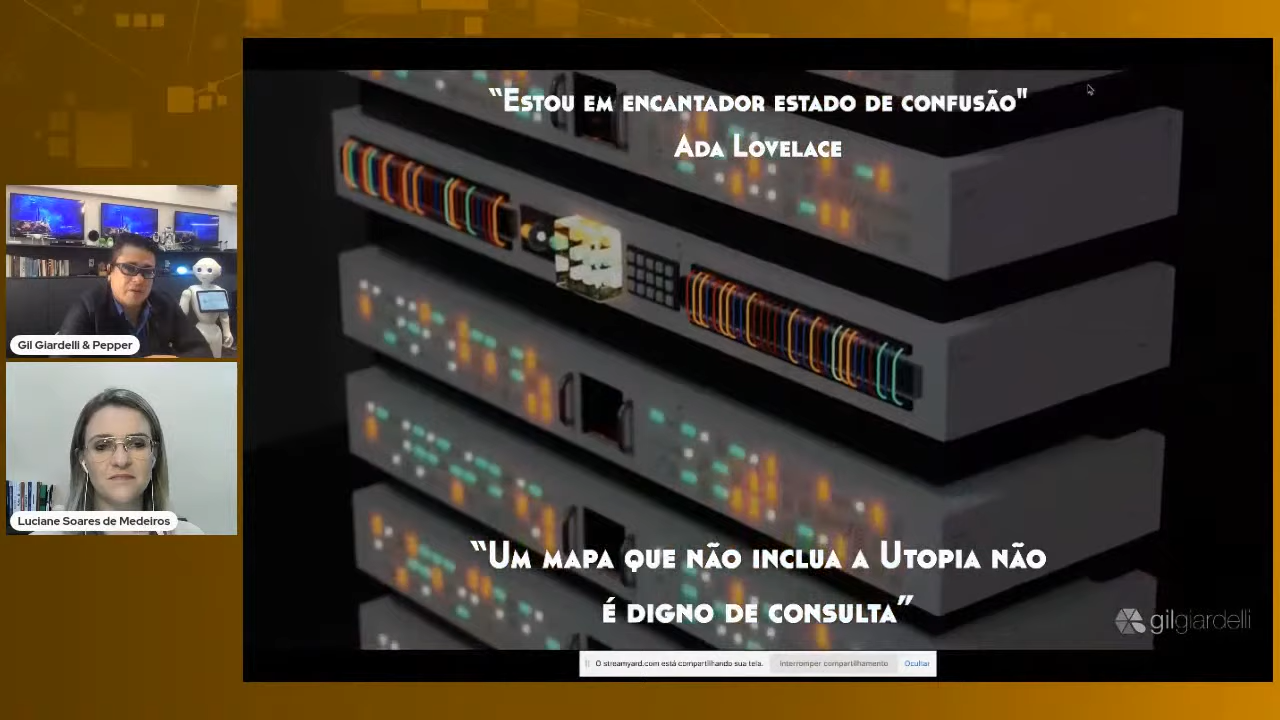 “Estou em encantador estado de confusão"
Ada Lovelace
Gil Giardelli & Pepper
Luciane Soares de Medeiros
“Um mapa que não inclua a Utopia não
é digno de consulta”
gilgiardelli
O streamyard.com está compartilhando sua tela.
Interromper compartilhamento
Ocultar